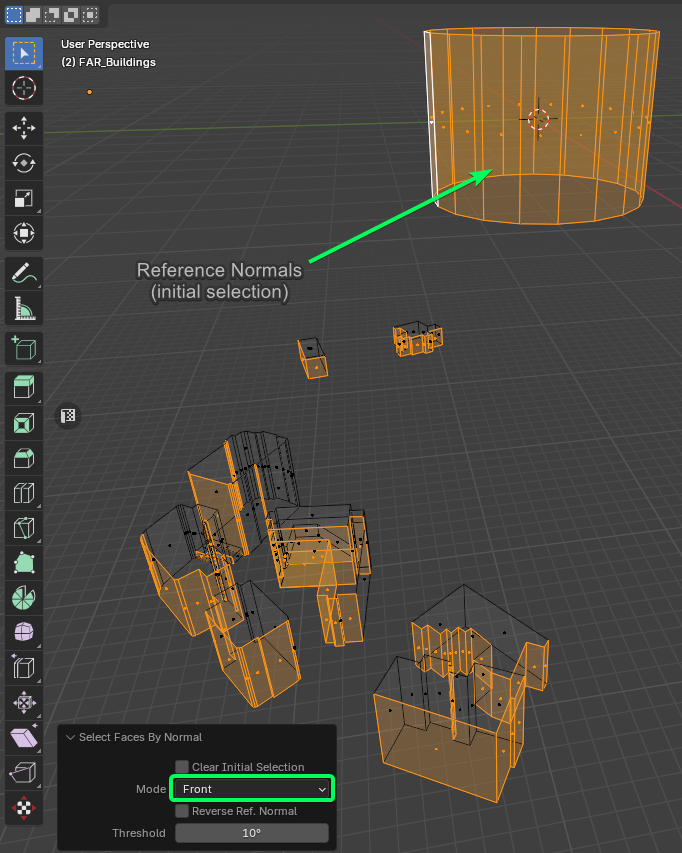 User Perspective
(2) FAR_Buildings
Reference Normals
(initial selection)
Select Faces By Normal
Clear Initial Selection
Mode Front
Reverse Ref. Normal
Threshold 10°